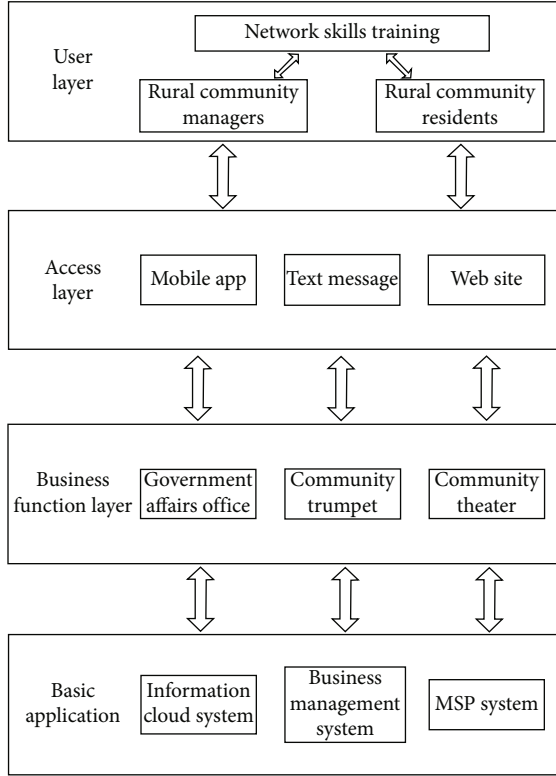 User
layer
Network skills training
Rural community
managers
Rural community
residents
Access
layer
Mobile app
Text message
Web site
Business
function layer
Government
affairs office
Community
trumpet
Community
theater
Basic
application
Information
cloud system
Business
management
system
MSP system